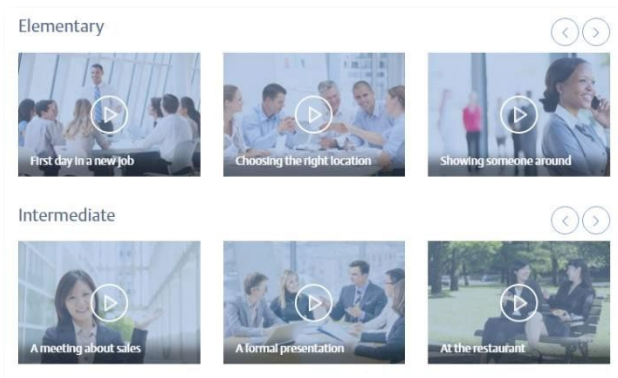 Elementary
First day in a new job
Choosing the right location
Showing someone around
Intermediate
A meeting about sales
A formal presentation
At the restaurant